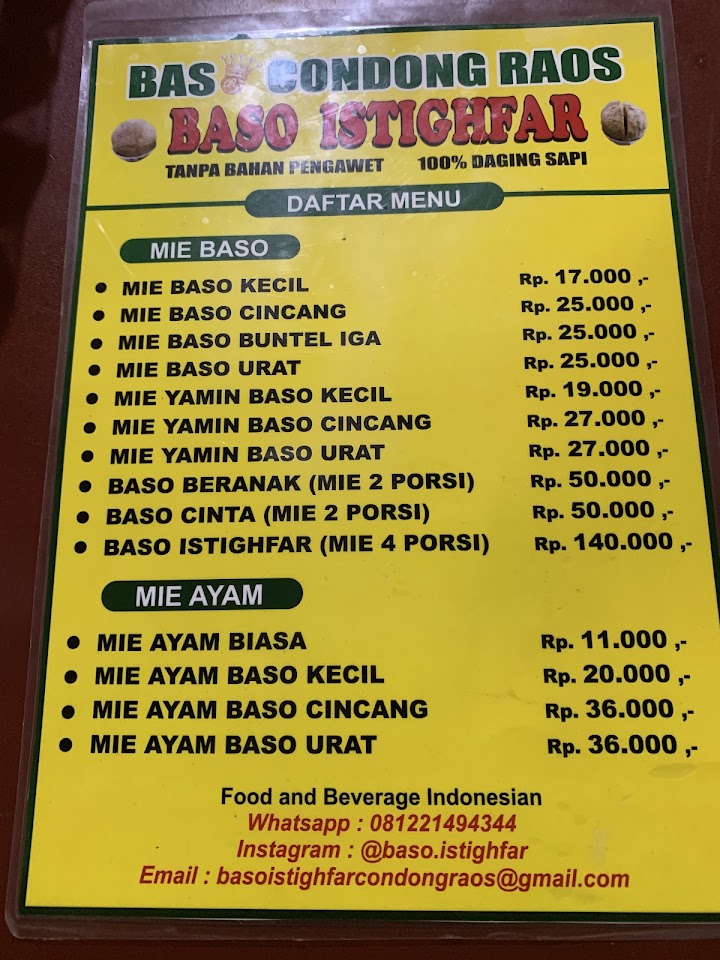 BAS CONDONG RAOS
BASO ISTIGHFAR
TANPA BAHAN PENGAWET 100% DAGING SAPI
DAFTAR MENU
MIE BASO
• MIE BASO KECIL Rp. 17.000 ,-
• MIE BASO CINCANG Rp. 25.000 ,-
• MIE BASO BUNTEL IGA Rp. 25.000 ,-
• MIE BASO URAT Rp. 25.000 ,-
• MIE YAMIN BASO KECIL Rp. 19.000 ,-
• MIE YAMIN BASO CINCANG Rp. 27.000 ,-
• MIE YAMIN BASO URAT Rp. 27.000 ,-
• BASO BERANAK (MIE 2 PORSI) Rp. 50.000 ,-
• BASO CINTA (MIE 2 PORSI) Rp. 50.000 ,-
• BASO ISTIGHFAR (MIE 4 PORSI) Rp. 140.000 ,-
MIE AYAM
• MIE AYAM BIASA Rp. 11.000 ,-
• MIE AYAM BASO KECIL Rp. 20.000 ,-
• MIE AYAM BASO CINCANG Rp. 36.000 ,-
• MIE AYAM BASO URAT Rp. 36.000 ,-
Food and Beverage Indonesian
Whatsapp : 081221494344
Instagram : @baso.istighfar
Email : basoistighfarcondongraos@gmail.com